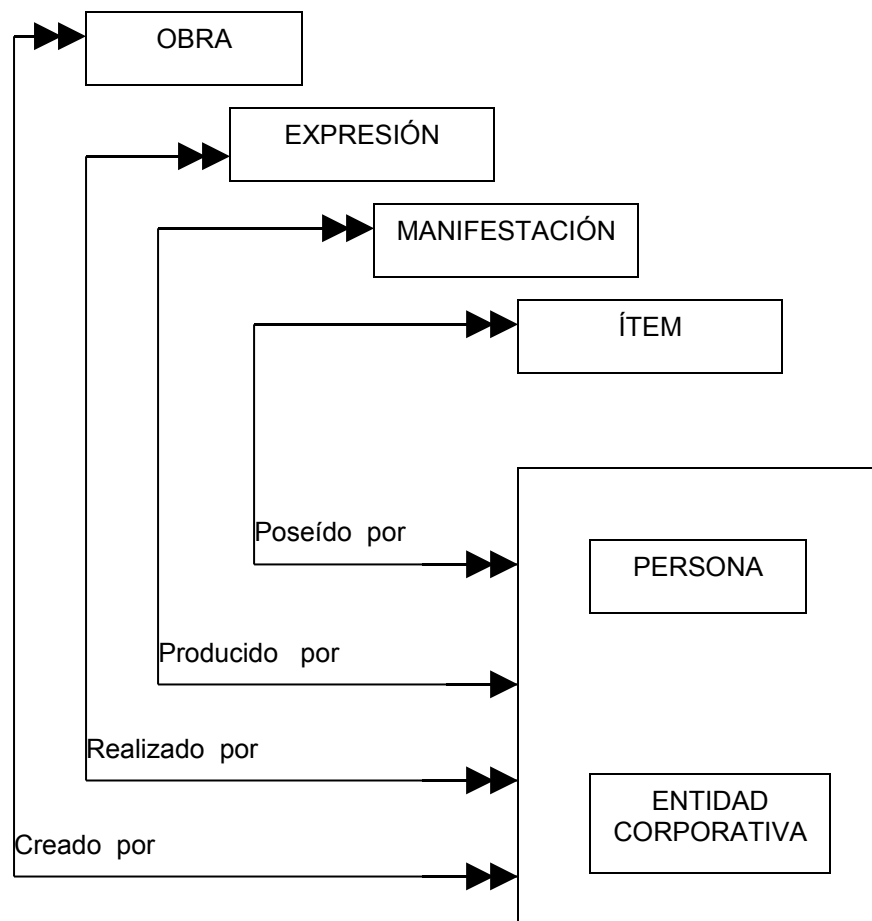 OBRA
EXPRESIÓN
MANIFESTACIÓN
ÍTEM
Poseído por
PERSONA
Producido por
Realizado por
ENTIDAD
CORPORATIVA
Creado por